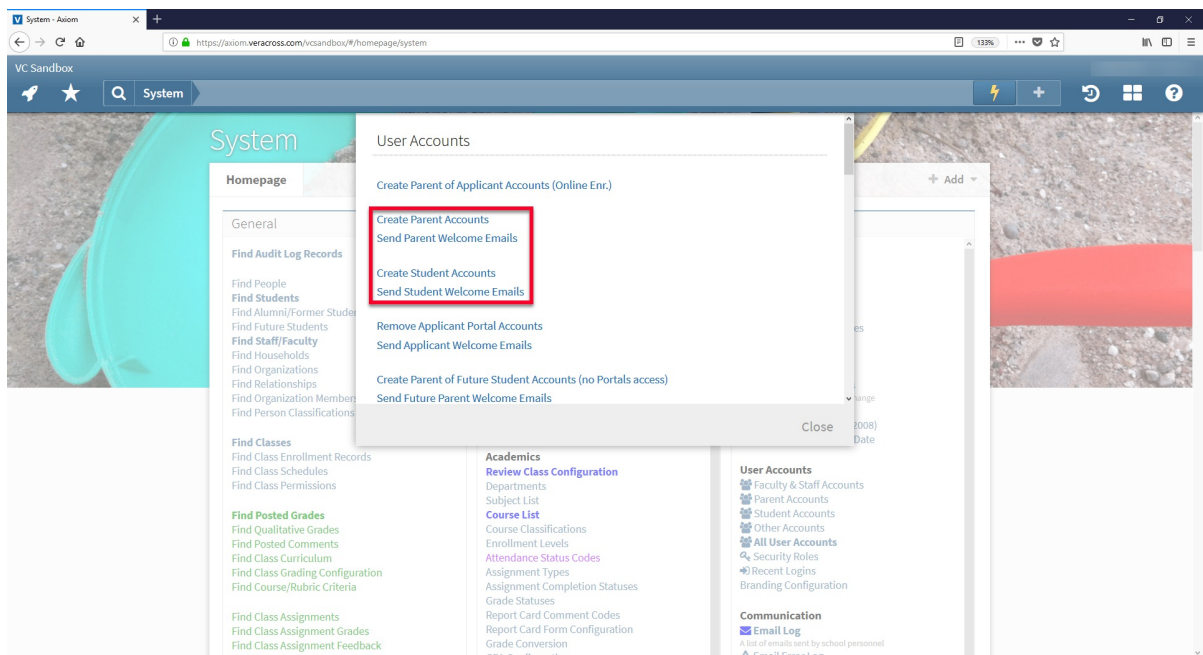 System - Axiom
133%
https://axiom.veracross.com/vcsandbox/#/homepage/system
VC Sandbox
System
System
Homepage
+ Add
User Accounts
Create Parent of Applicant Accounts (Online Enr.)
Create Parent Accounts
Send Parent Welcome Emails
Create Student Accounts
Send Student Welcome Emails
Remove Applicant Portal Accounts
Send Applicant Welcome Emails
Create Parent of Future Student Accounts (no Portals access)
Send Future Parent Welcome Emails
Close
General
Find Audit Log Records
Find People
Find Students
Find Alumni/Former
Find Future Students
Find Staff/Faculty
Find Households
Find Organizations
Find Relationships
Find Organization
Find Person Classifications
Find Classes
Find Class Enrollment Records
Find Class Schedules
Find Class Permissions
Find Posted Grades
Find Qualitative Grades
Find Posted Comments
Find Class Curriculum
Find Class Grading Configuration
Find Course/Rubric Criteria
Find Class Assignments
Find Class Assignment Grades
Find Class Assignment Feedback
Academics
Review Class Configuration
Departments
Subject List
Course List
Course Classifications
Enrollment Levels
Attendance Status Codes
Assignment Types
Assignment Completion Statuses
Grade Statuses
Report Card Comment Codes
Report Card Form Configuration
Grade Conversion
2008)
Date
User Accounts
Faculty & Staff Accounts
Parent Accounts
Student Accounts
Other Accounts
All User Accounts
Security Roles
Recent Logins
Branding Configuration
Communication
Email Log
A list of emails sent by school personnel